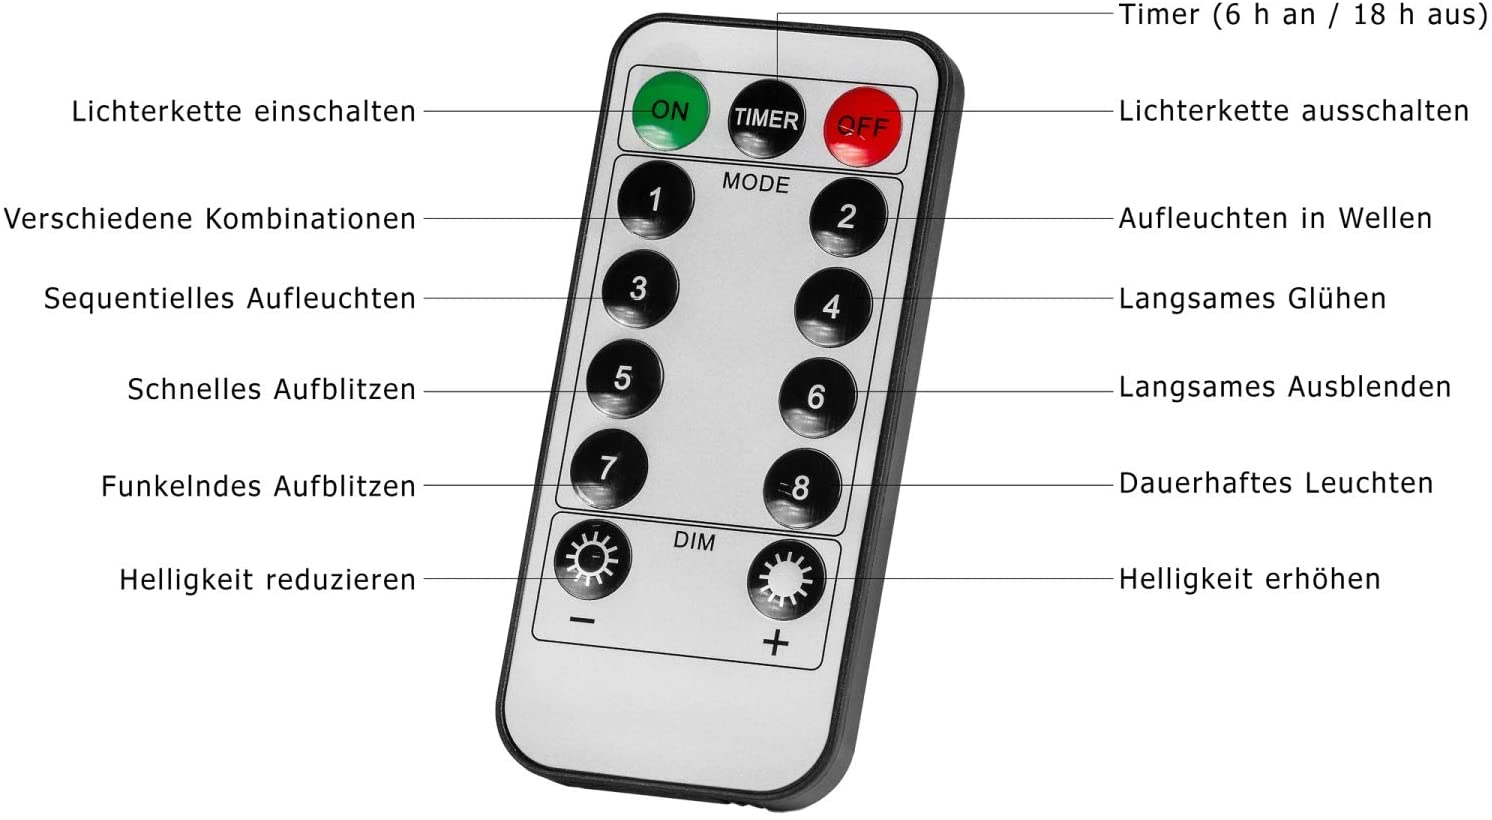 Timer (6 h an / 18 h aus)
Lichterkette einschalten
ON
TIMER
OFF
Lichterkette ausschalten
MODE
Verschiedene Kombinationen
1
2
Aufleuchten in Wellen
Sequentielles Aufleuchten
3
4
Langsames Glühen
Schnelles Aufblitzen
5
6
Langsames Ausblenden
Funkelndes Aufblitzen
7
8
Dauerhaftes Leuchten
DIM
Helligkeit reduzieren
Helligkeit erhöhen
− +